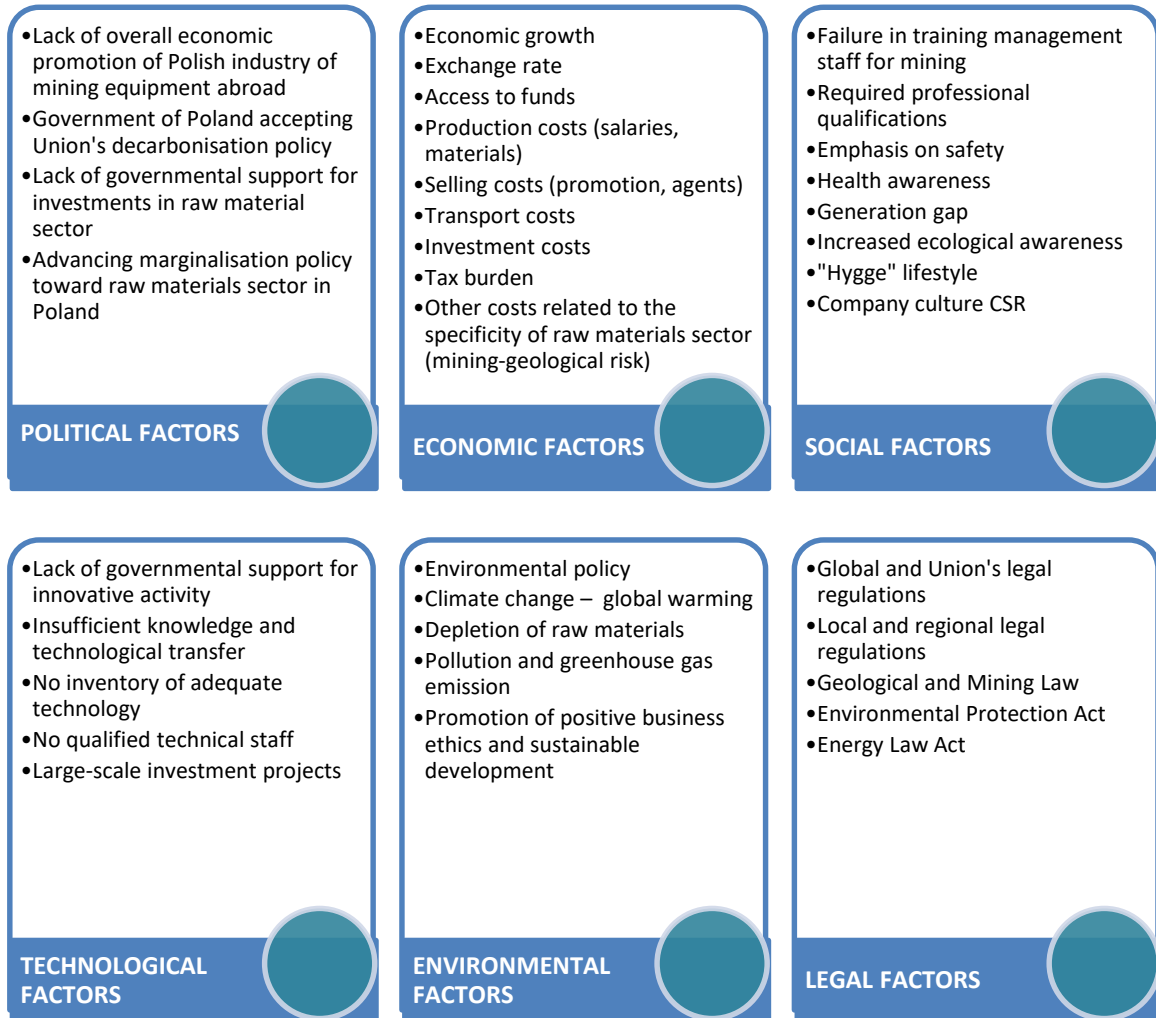 •Lack of overall economic
promotion of Polish industry of
mining equipment abroad
•Government of Poland accepting
Union's decarbonisation policy
•Lack of governmental support for
investments in raw material
sector
•Advancing marginalisation policy
toward raw materials sector in
Poland
POLITICAL FACTORS
•Economic growth
•Exchange rate
•Access to funds
•Production costs (salaries,
materials)
•Selling costs (promotion, agents)
•Transport costs
•Investment costs
•Tax burden
•Other costs related to the
specificity of raw materials sector
(mining-geological risk)
ECONOMIC FACTORS
•Failure in training management
staff for mining
•Required professional
qualifications
•Emphasis on safety
•Health awareness
•Generation gap
•Increased ecological awareness
•"Hygge" lifestyle
•Company culture CSR
SOCIAL FACTORS
•Lack of governmental support for
innovative activity
•Insufficient knowledge and
technological transfer
•No inventory of adequate
technology
•No qualified technical staff
•Large-scale investment projects
TECHNOLOGICAL
FACTORS
•Environmental policy
•Climate change – global warming
•Depletion of raw materials
•Pollution and greenhouse gas
emission
•Promotion of positive business
ethics and sustainable
development
ENVIRONMENTAL
FACTORS
•Global and Union's legal
regulations
•Local and regional legal
regulations
•Geological and Mining Law
•Environmental Protection Act
•Energy Law Act
LEGAL FACTORS